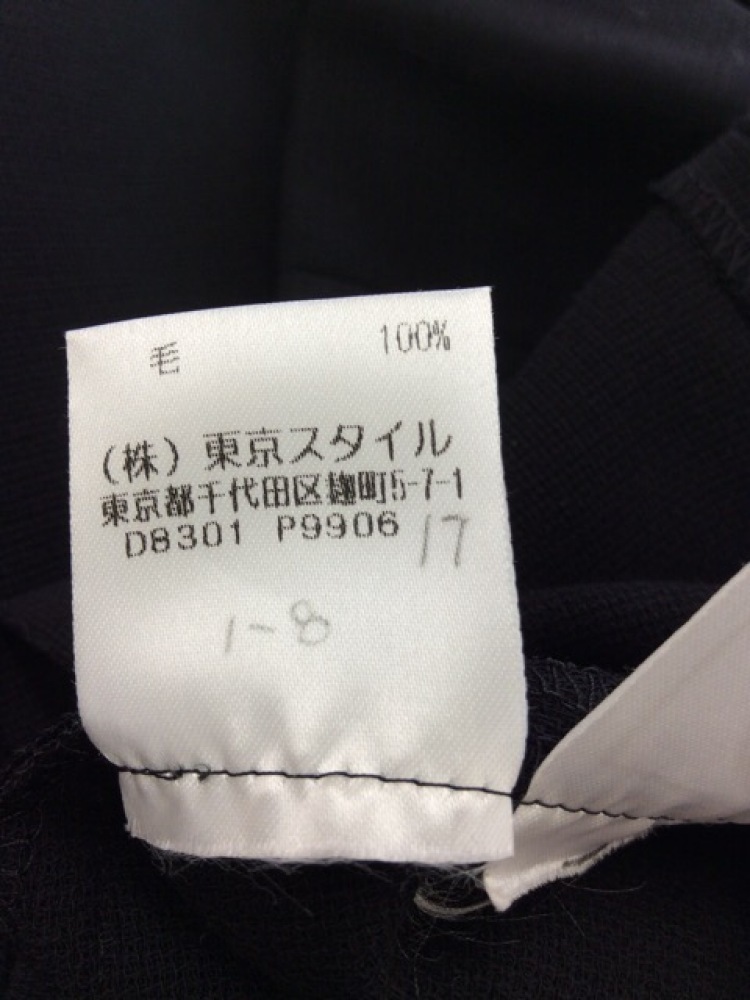 毛 100%
(株)東京スタイル
東京都千代田区麹町5-7-1
D8301 P9906 17
1-8